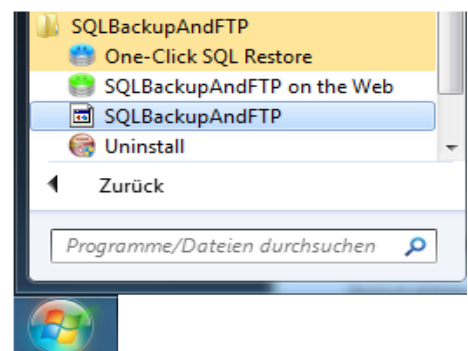 SQLBackupAndFTP
One-Click SQL Restore
SQLBackupAndFTP on the Web
SQLBackupAndFTP
Uninstall
Zurück
Programme/Dateien durchsuchen